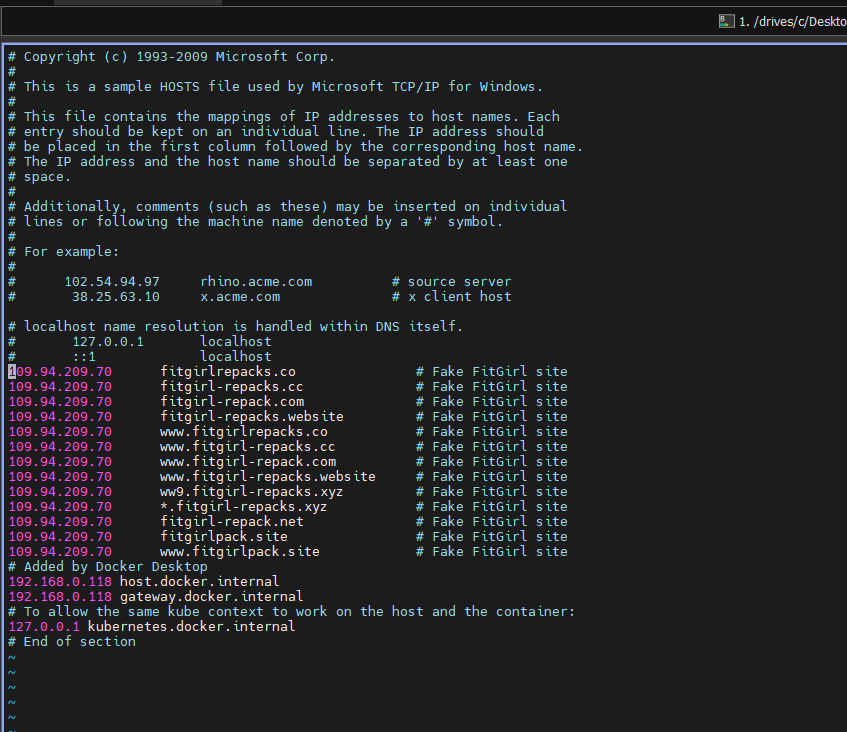 1. /drives/c/Deskto
# Copyright (c) 1993-2009 Microsoft Corp.
#
# This is a sample HOSTS file used by Microsoft TCP/IP for Windows.
#
# This file contains the mappings of IP addresses to host names. Each
# entry should be kept on an individual line. The IP address should
# be placed in the first column followed by the corresponding host name.
# The IP address and the host name should be separated by at least one
# space.
#
# Additionally, comments (such as these) may be inserted on individual
# lines or following the machine name denoted by a '#' symbol.
#
# For example:
#
#      102.54.94.97     rhino.acme.com          # source server
#       38.25.63.10     x.acme.com              # x client host

# localhost name resolution is handled within DNS itself.
#       127.0.0.1       localhost
#       ::1             localhost
109.94.209.70      fitgirlrepacks.co               # Fake FitGirl site
109.94.209.70      fitgirl-repacks.cc              # Fake FitGirl site
109.94.209.70      fitgirl-repack.com              # Fake FitGirl site
109.94.209.70      fitgirl-repacks.website         # Fake FitGirl site
109.94.209.70      www.fitgirlrepacks.co           # Fake FitGirl site
109.94.209.70      www.fitgirl-repacks.cc          # Fake FitGirl site
109.94.209.70      www.fitgirl-repack.com          # Fake FitGirl site
109.94.209.70      www.fitgirl-repacks.website     # Fake FitGirl site
109.94.209.70      ww9.fitgirl-repacks.xyz         # Fake FitGirl site
109.94.209.70      *.fitgirl-repacks.xyz           # Fake FitGirl site
109.94.209.70      fitgirl-repack.net              # Fake FitGirl site
109.94.209.70      fitgirlpack.site                # Fake FitGirl site
109.94.209.70      www.fitgirlpack.site            # Fake FitGirl site
# Added by Docker Desktop
192.168.0.118 host.docker.internal
192.168.0.118 gateway.docker.internal
# To allow the same kube context to work on the host and the container:
127.0.0.1 kubernetes.docker.internal
# End of section
~
~
~
~
~
~